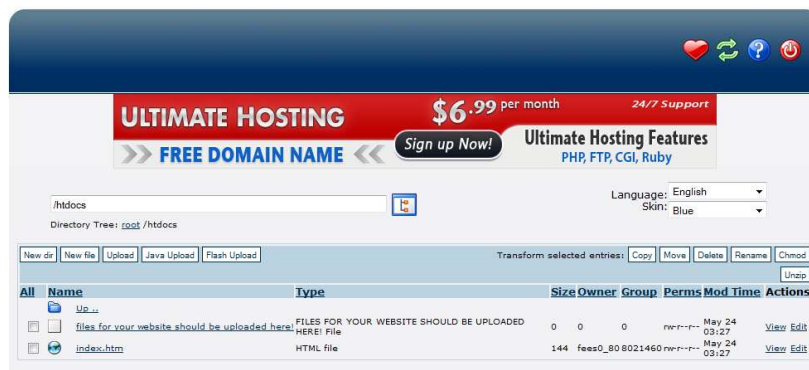 ULTIMATE HOSTING
$6.99 per month
24/7 Support
FREE DOMAIN NAME
Sign up Now!
Ultimate Hosting Features
PHP, FTP, CGI, Ruby
/htdocs
Language: English
Skin: Blue
Directory Tree: root /htdocs
New dir New file Upload Java Upload Flash Upload Transform selected entries: Copy Move Delete Rename Chmod
Unzip
All Name Type Size Owner Group Perms Mod Time Actions
Up ..
files for your website should be uploaded here! FILES FOR YOUR WEBSITE SHOULD BE UPLOADED HERE! File 0 0 0 rw-r--r-- May 24 03:27 View Edit
index.htm HTML file 144 fees0_80 8021460 rw-r--r-- May 24 03:27 View Edit